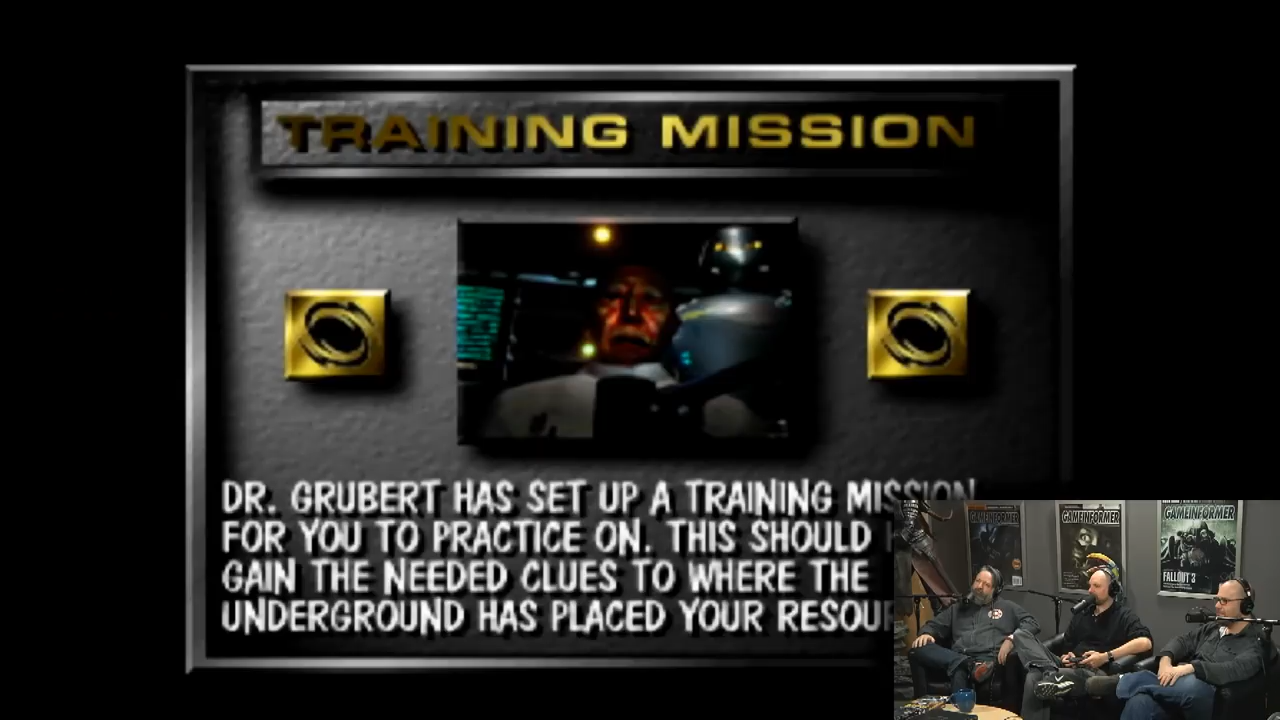 TRAINING MISSION
DR. GRUBERT HAS SET UP A TRAINING MISSION
FOR YOU TO PRACTICE ON. THIS SHOULD
GAIN THE NEEDED CLUES TO WHERE THE
UNDERGROUND HAS PLACED YOUR
GAMEINFORMER
GAMEINFORMER
GAMEINFORMER
FALLOUT 3